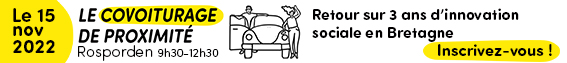 Le 15
nov
2022
LE COVOITURAGE
DE PROXIMITÉ
Rosporden 9h30-12h30
Retour sur 3 ans d'innovation
sociale en Bretagne
Inscrivez-vous !